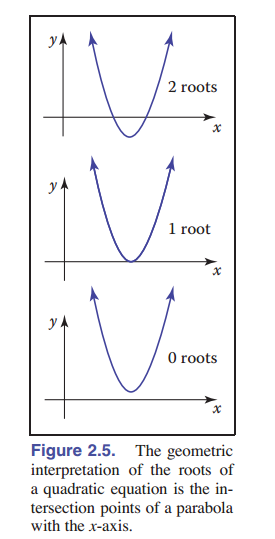 y
2 roots
x
y
1 root
x
y
0 roots
x
Figure 2.5. The geometric
interpretation of the roots of
a quadratic equation is the in-
tersection points of a parabola
with the x-axis.